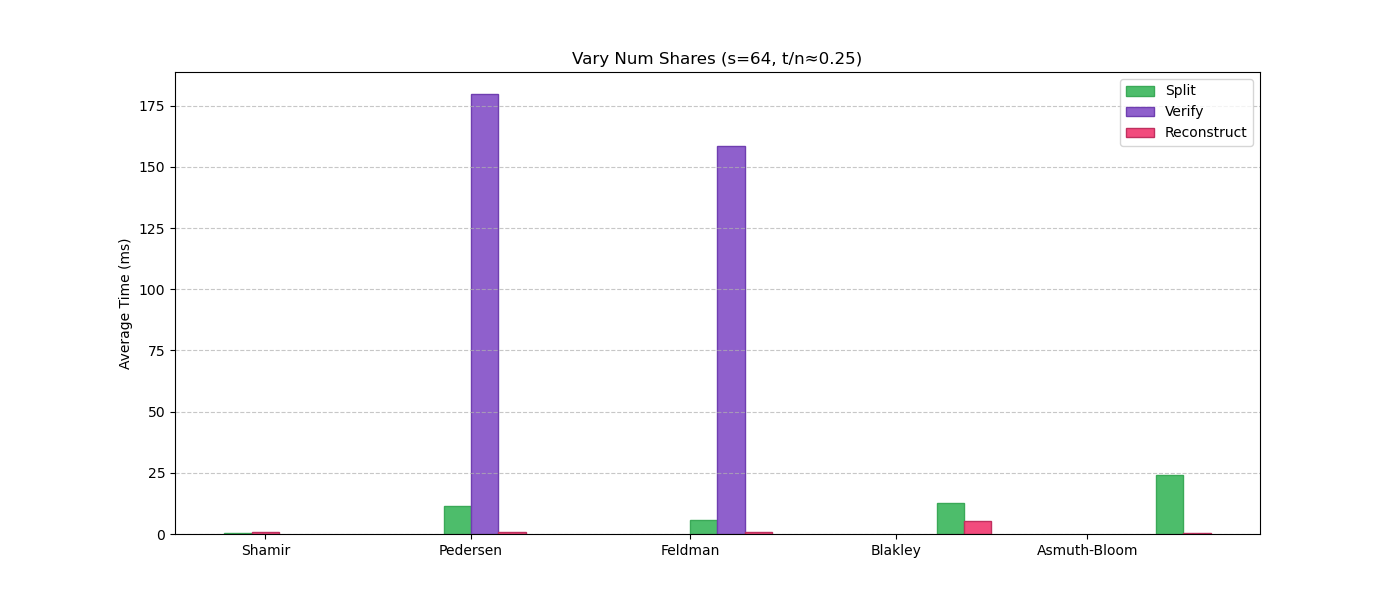 Vary Num Shares (s=64, t/n≈0.25)
Split
Verify
Reconstruct
Average Time (ms)
175
150
125
100
75
50
25
0
Shamir Pedersen Feldman Blakley Asmuth-Bloom